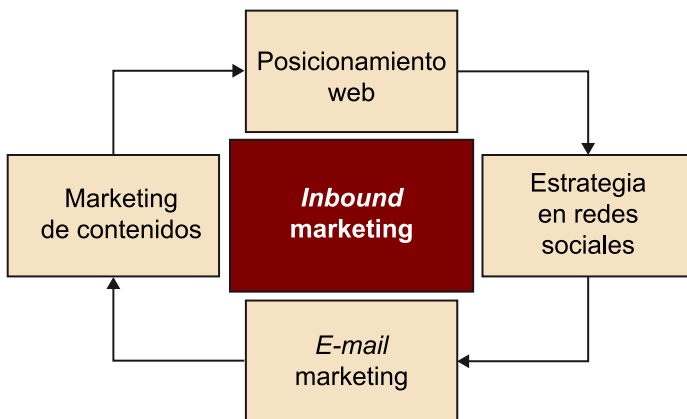 Posicionamiento
web
Marketing
de contenidos
Inbound
marketing
Estrategia
en redes
sociales
E-mail
marketing